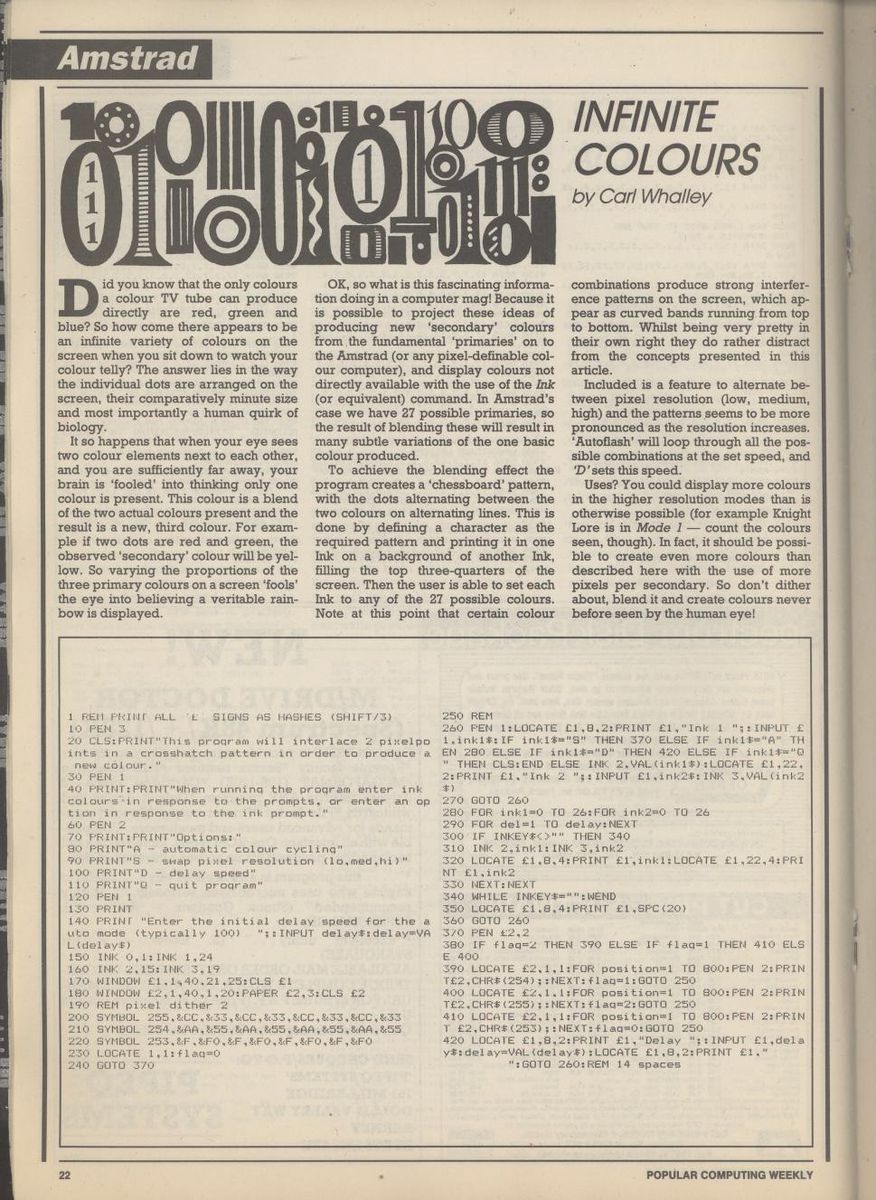 Amstrad
INFINITE
COLOURS
by Carl Whalley
Did you know that the only colours
a colour TV tube can produce
directly are red, green and
blue? So how come there appears to be
an infinite variety of colours on the
screen when you sit down to watch your
colour telly? The answer lies in the way
the individual dots are arranged on the
screen, their comparatively minute size
and most importantly a human quirk of
biology.
It so happens that when your eye sees
two colour elements next to each other,
and you are sufficiently far away, your
brain is 'fooled' into thinking only one
colour is present. This colour is a blend
of the two actual colours present and the
result is a new, third colour. For exam-
ple if two dots are red and green, the
observed 'secondary' colour will be yel-
low. So varying the proportions of the
three primary colours on a screen 'fools'
the eye into believing a veritable rain-
bow is displayed.
OK, so what is this fascinating informa-
tion doing in a computer mag! Because it
is possible to project these ideas of
producing new 'secondary' colours
from the fundamental 'primaries' on to
the Amstrad (or any pixel-definable col-
our computer), and display colours not
directly available with the use of the Ink
(or equivalent) command. In Amstrad's
case we have 27 possible primaries, so
the result of blending these will result in
many subtle variations of the one basic
colour produced.
To achieve the blending effect the
program creates a 'chessboard' pattern,
with the dots alternating between the
two colours on alternating lines. This is
done by defining a character as the
required pattern and printing it in one
Ink on a background of another Ink,
filling the top three-quarters of the
screen. Then the user is able to set each
Ink to any of the 27 possible colours.
Note at this point that certain colour
combinations produce strong interfer-
ence patterns on the screen, which ap-
pear as curved bands running from top
to bottom. Whilst being very pretty in
their own right they do rather distract
from the concepts presented in this
article.
Included is a feature to alternate be-
tween pixel resolution (low, medium,
high) and the patterns seems to be more
pronounced as the resolution increases.
'Autoflash' will loop through all the pos-
sible combinations at the set speed, and
'D' sets this speed.
Uses? You could display more colours
in the higher resolution modes than is
otherwise possible (for example Knight
Lore is in Mode 1 — count the colours
seen, though). In fact, it should be possi-
ble to create even more colours than
described here with the use of more
pixels per secondary. So don't dither
about, blend it and create colours never
before seen by the human eye!
1 REM PRINT ALL '£' SIGNS AS HASHES (SHIFT/3)
10 PEN 3
20 CLS:PRINT"This program will interlace 2 pixelpo
ints in a crosshatch pattern in order to produce a
new colour."
30 PEN 1
40 PRINT:PRINT"When running the program enter ink
colours in response to the prompts, or enter an op
tion in response to the ink prompt."
60 PEN 2
70 PRINT:PRINT"Options:"
80 PRINT"A - automatic colour cycling"
90 PRINT"S - swap pixel resolution (lo,med,hi)"
100 PRINT"D - delay speed"
110 PRINT"Q - quit program"
120 PEN 1
130 PRINT
140 PRINT "Enter the initial delay speed for the a
uto mode (typically 100) ";:INPUT delay$:delay=VA
L(delay$)
150 INK 0,1:INK 1,24
160 INK 2,15:INK 3,19
170 WINDOW £1,1,40,21,25:CLS £1
180 WINDOW £2,1,40,1,20:PAPER £2,3:CLS £2
190 REM pixel dither 2
200 SYMBOL 255,&CC,&33,&CC,&33,&CC,&33,&CC,&33
210 SYMBOL 254,&AA,&55,&AA,&55,&AA,&55,&AA,&55
220 SYMBOL 253,&F,&F0,&F,&F0,&F,&F0,&F,&F0
230 LOCATE 1,1:flag=0
240 GOTO 370
250 REM
260 PEN 1:LOCATE £1,8,2:PRINT £1,"Ink 1 ";:INPUT £
1,ink1$:IF ink1$="S" THEN 370 ELSE IF ink1$="A" TH
EN 280 ELSE IF ink1$="D" THEN 420 ELSE IF ink1$="Q
" THEN CLS:END ELSE INK 2,VAL(ink1$):LOCATE £1,22,
2:PRINT £1,"Ink 2 ";:INPUT £1,ink2$:INK 3,VAL(ink2
$)
270 GOTO 260
280 FOR ink1=0 TO 26:FOR ink2=0 TO 26
290 FOR del=1 TO delay:NEXT
300 IF INKEY$<>"" THEN 340
310 INK 2,ink1:INK 3,ink2
320 LOCATE £1,8,4:PRINT £1,ink1:LOCATE £1,22,4:PRI
NT £1,ink2
330 NEXT:NEXT
340 WHILE INKEY$="":WEND
350 LOCATE £1,8,4:PRINT £1,SPC(20)
360 GOTO 260
370 PEN £2,2
380 IF flag=2 THEN 390 ELSE IF flag=1 THEN 410 ELS
E 400
390 LOCATE £2,1,1:FOR position=1 TO 800:PEN 2:PRIN
T£2,CHR$(254);:NEXT:flag=1:GOTO 250
400 LOCATE £2,1,1:FOR position=1 TO 800:PEN 2:PRIN
T£2,CHR$(255);:NEXT:flag=2:GOTO 250
410 LOCATE £2,1,1:FOR position=1 TO 800:PEN 2:PRIN
T £2,CHR$(253);:NEXT:flag=0:GOTO 250
420 LOCATE £1,8,2:PRINT £1,"Delay ";:INPUT £1,dela
y$:delay=VAL(delay$):LOCATE £1,8,2:PRINT £1,"
":GOTO 260:REM 14 spaces
22
POPULAR COMPUTING WEEKLY